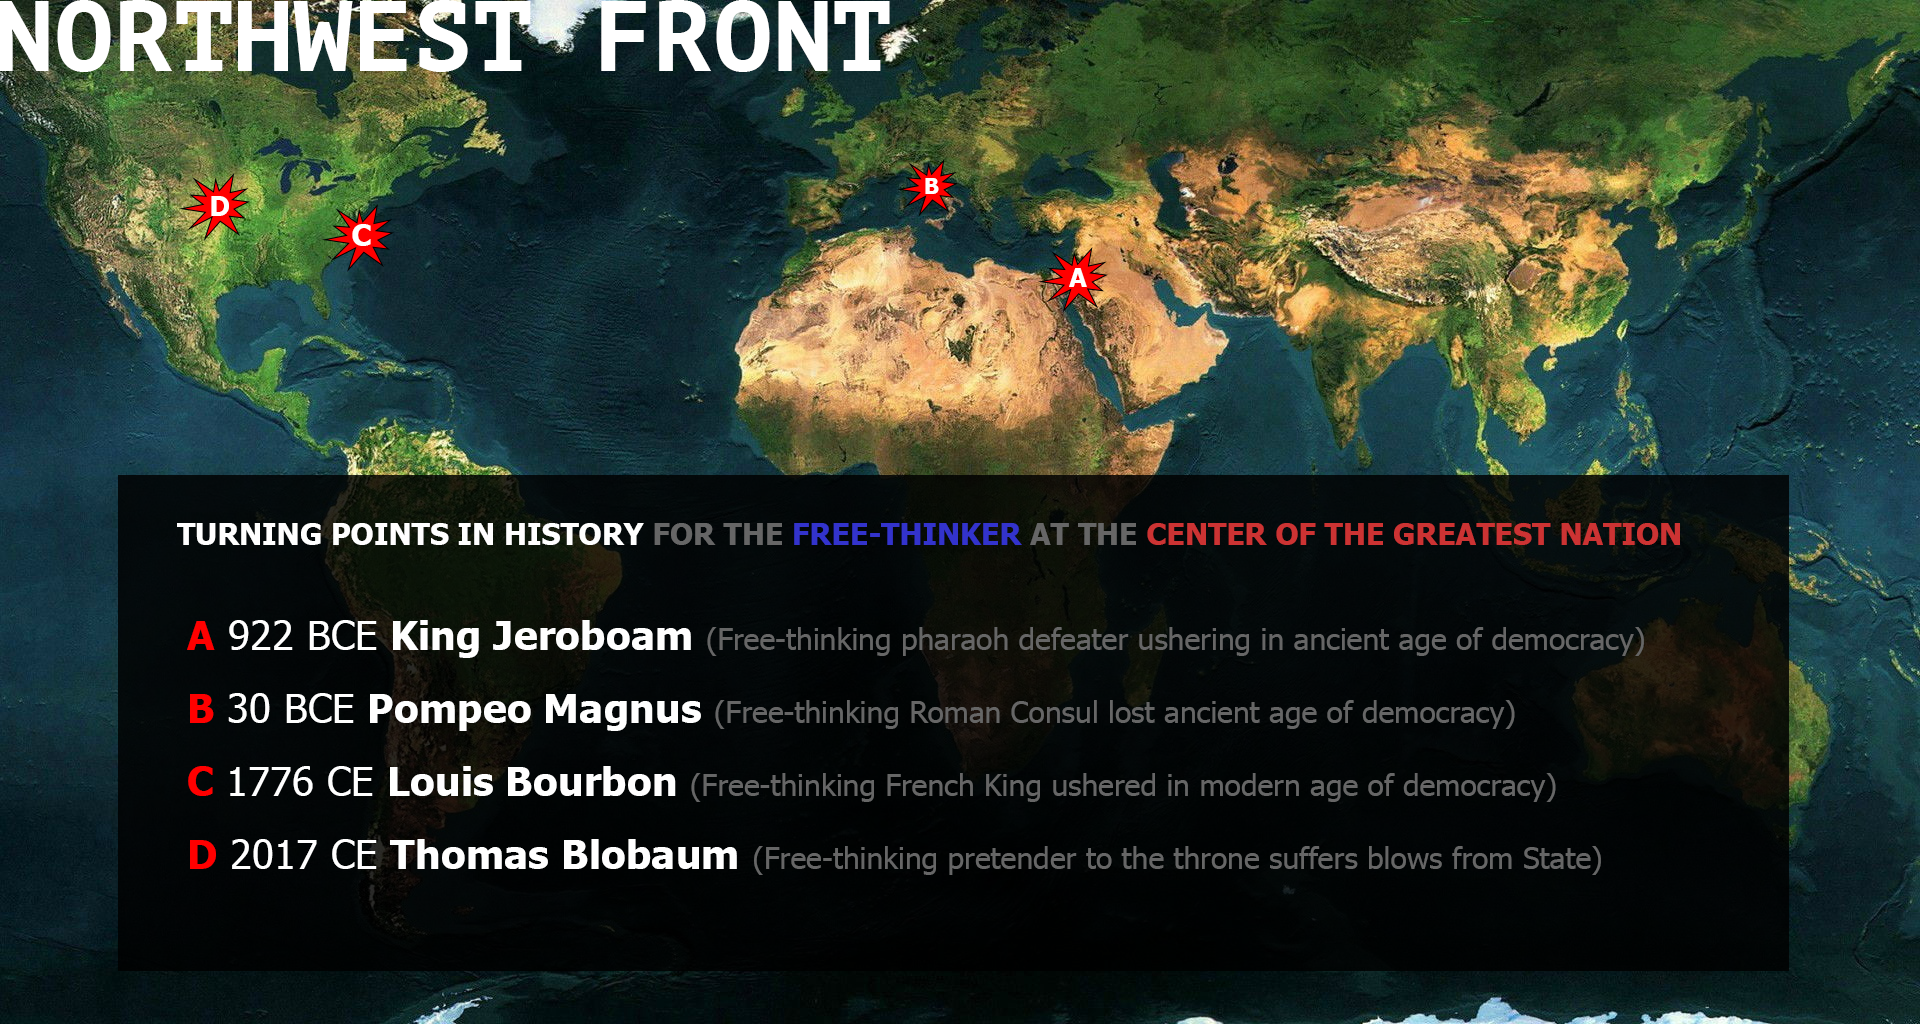 NORTHWEST FRONT
D
B
C
A
TURNING POINTS IN HISTORY FOR THE FREE-THINKER AT THE CENTER OF THE GREATEST NATION
A 922 BCE King Jeroboam (Free-thinking pharaoh defeater ushering in ancient age of democracy)
B 30 BCE Pompeo Magnus (Free-thinking Roman Consul lost ancient age of democracy)
C 1776 CE Louis Bourbon (Free-thinking French King ushered in modern age of democracy)
D 2017 CE Thomas Blobaum (Free-thinking pretender to the throne suffers blows from State)